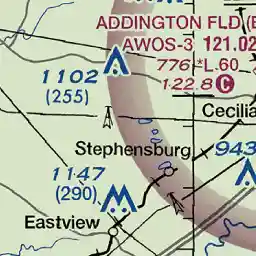 ADDINGTON FLD (E
AWOS-3 121.02
776 *L 60
122.8 C
1102
(255)
Cecilia
Stephensburg
943
1147
(290)
Eastview